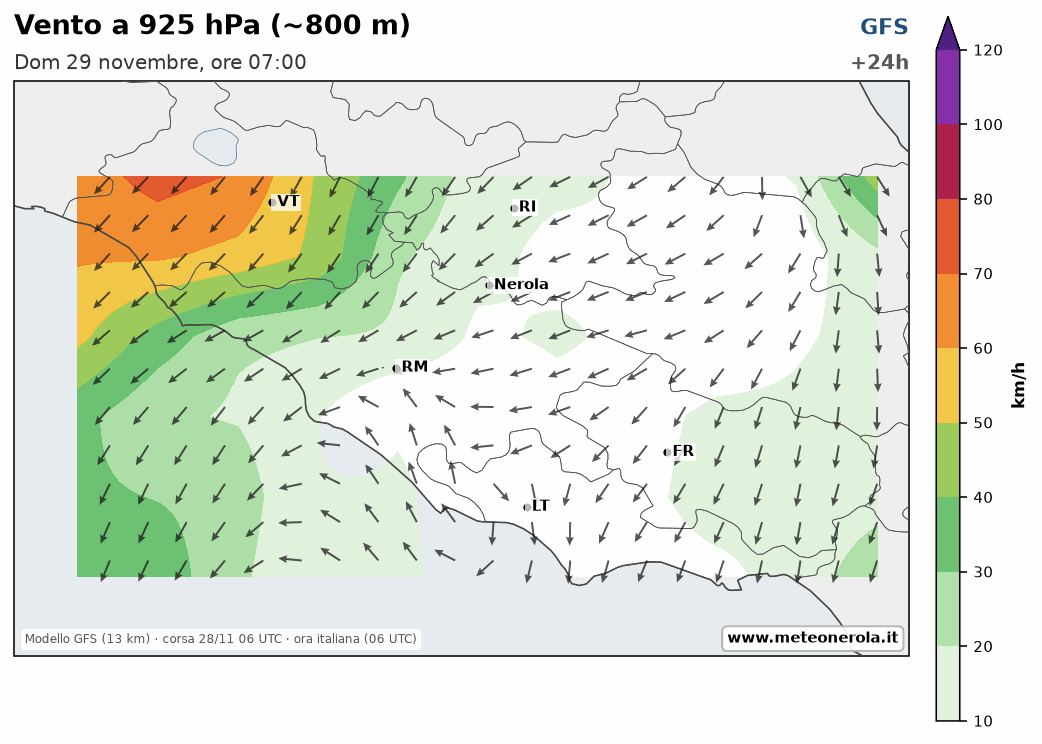 Vento a 925 hPa (~800 m)
GFS
Dom 29 novembre, ore 07:00
+24h
VT
RI
Nerola
RM
FR
LT
Modello GFS (13 km) · corsa 28/11 06 UTC · ora italiana (06 UTC)
www.meteonerola.it
120
100
80
70
60
50
40
30
20
10
km/h